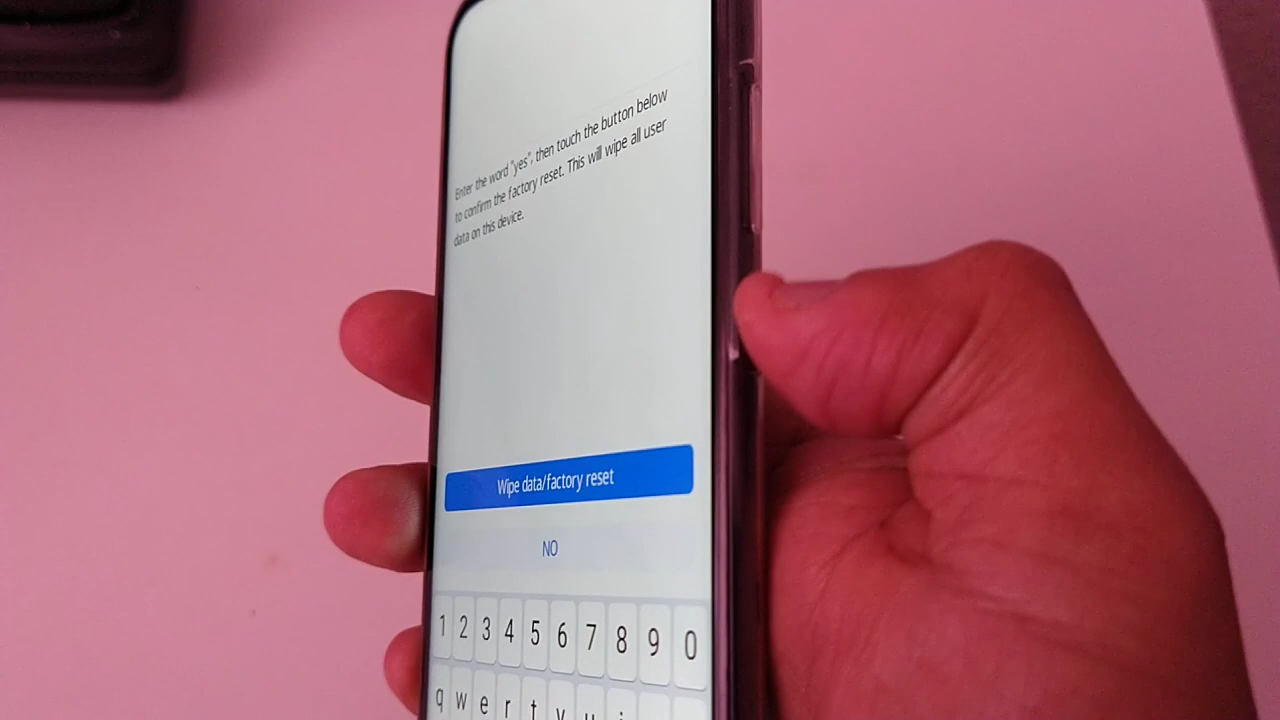 Enter the word "yes", then touch the button below
to confirm the factory reset. This will wipe all user
data on this device.
Wipe data/factory reset
NO
1 2 3 4 5 6 7 8 9 0
q w e r t y u i